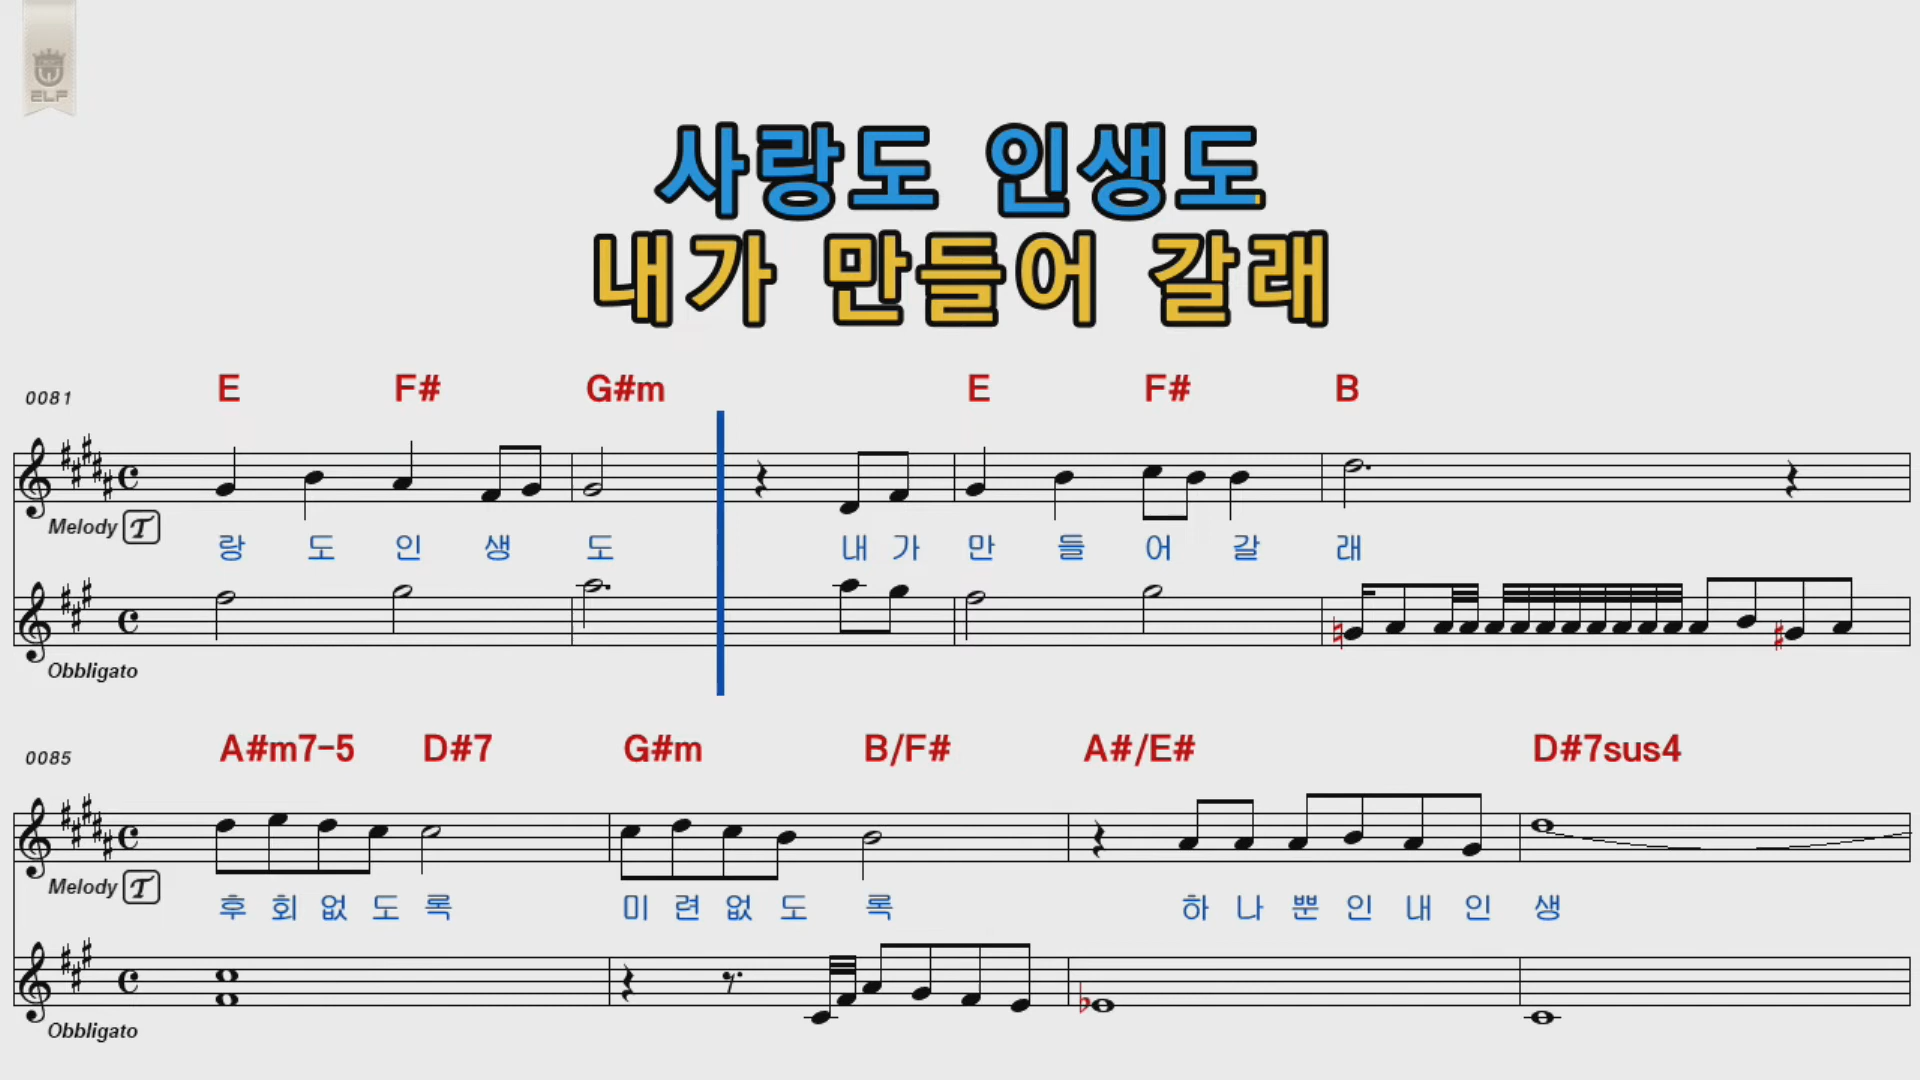 ELF
사랑도 인생도
내가 만들어 갈래
0081 E F# G#m E F# B
Melody T
랑 도 인 생 도 내 가 만 들 어 갈 래
Obbligato
0085 A#m7-5 D#7 G#m B/F# A#/E# D#7sus4
Melody T
후 회 없 도 록 미 련 없 도 록 하 나 뿐 인 내 인 생
Obbligato